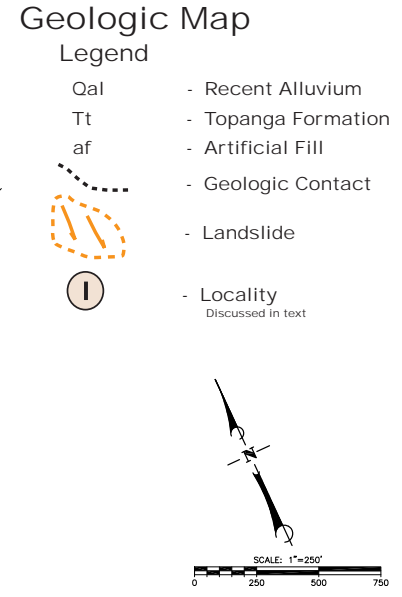 Geologic Map
Legend
Qal - Recent Alluvium
Tt - Topanga Formation
af - Artificial Fill
- Geologic Contact
- Landslide
I - Locality
Discussed in text
N
SCALE: 1"=250'
0 250 500 750